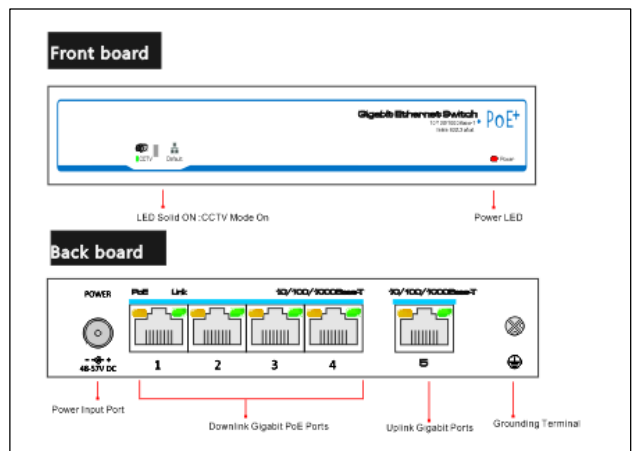 Front board
Gigabit Ethernet Switch
PoE+
CCTV
Default
Power
LED Solid ON :CCTV Mode On
Power LED
Back board
POWER PoE Link 10/100/1000Base-T 10/100/1000Base-T
48-57V DC
1 2 3 4 5
Power Input Port
Downlink Gigabit PoE Ports
Uplink Gigabit Ports
Grounding Terminal